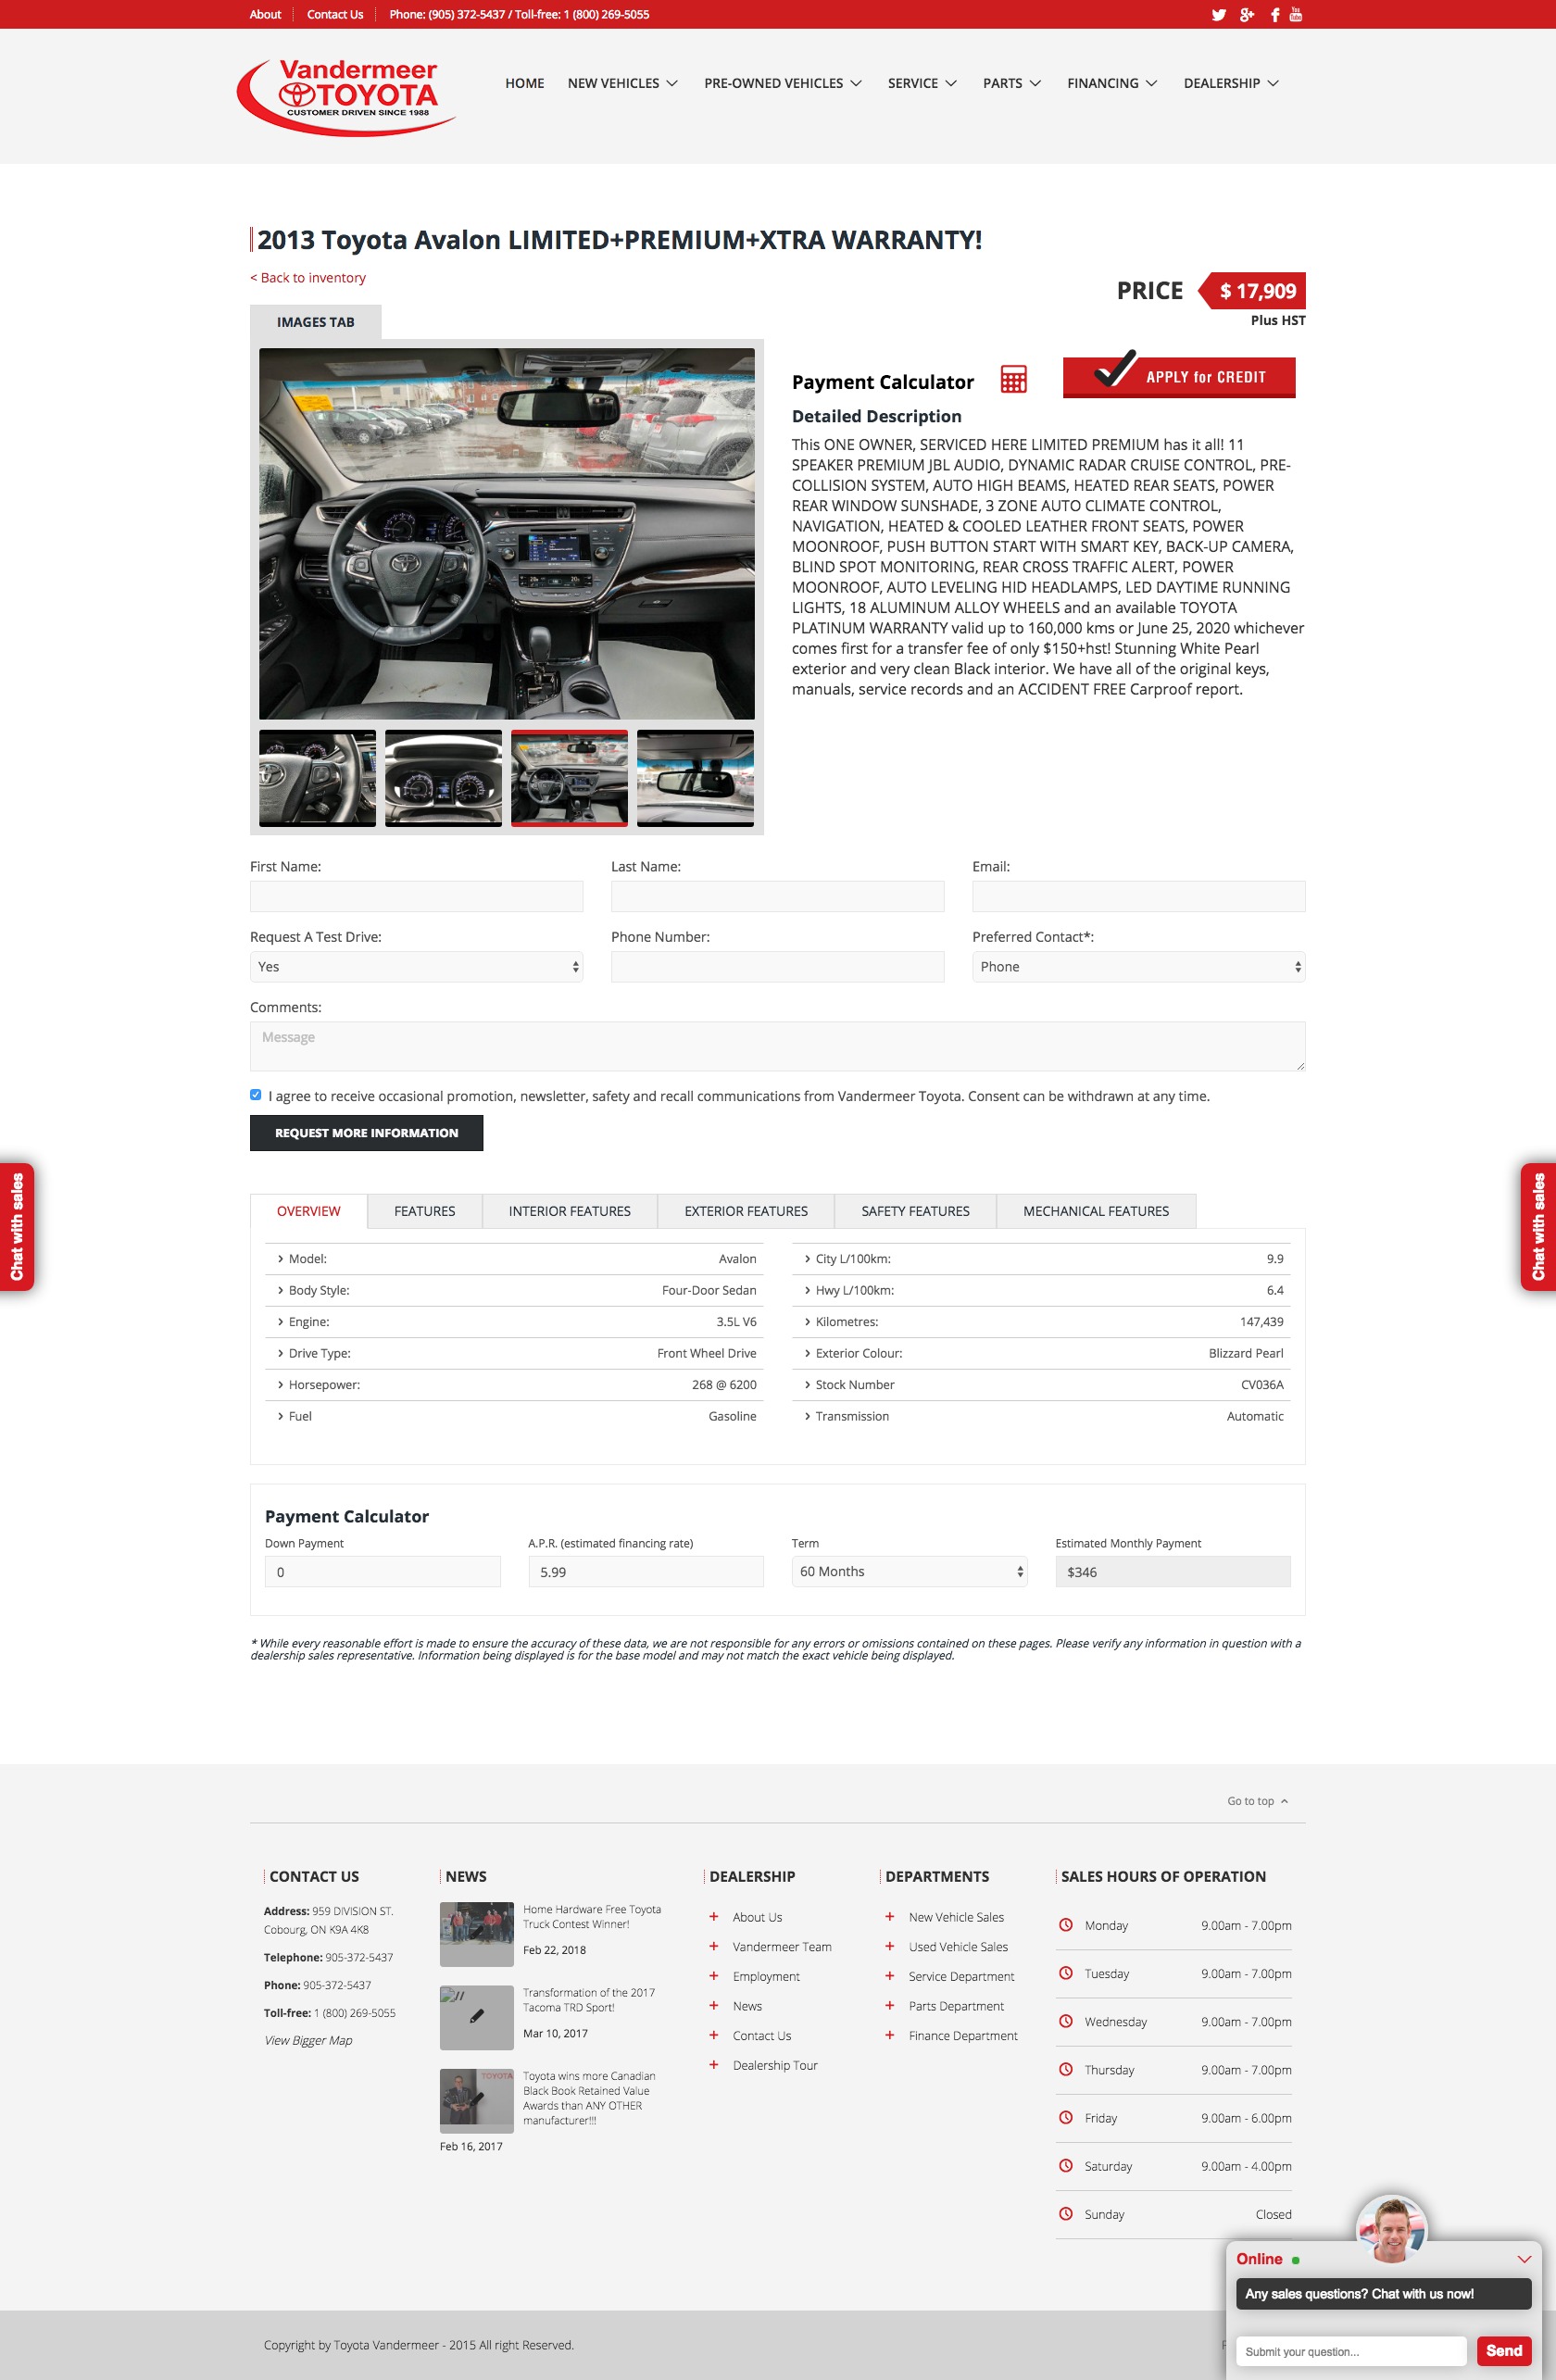 About
Contact Us
Phone: (905) 372-5437 / Toll-free: 1 (800) 269-5055
Vandermeer
TOYOTA
CUSTOMER DRIVEN SINCE 1988
HOME
NEW VEHICLES
PRE-OWNED VEHICLES
SERVICE
PARTS
FINANCING
DEALERSHIP
2013 Toyota Avalon LIMITED+PREMIUM+XTRA WARRANTY!
< Back to inventory
PRICE
$ 17,909
Plus HST
IMAGES TAB
Payment Calculator
APPLY for CREDIT
Detailed Description
This ONE OWNER, SERVICED HERE LIMITED PREMIUM has it all! 11
SPEAKER PREMIUM JBL AUDIO, DYNAMIC RADAR CRUISE CONTROL, PRE-
COLLISION SYSTEM, AUTO HIGH BEAMS, HEATED REAR SEATS, POWER
REAR WINDOW SUNSHADE, 3 ZONE AUTO CLIMATE CONTROL,
NAVIGATION, HEATED & COOLED LEATHER FRONT SEATS, POWER
MOONROOF, PUSH BUTTON START WITH SMART KEY, BACK-UP CAMERA,
BLIND SPOT MONITORING, REAR CROSS TRAFFIC ALERT, POWER
MOONROOF, AUTO LEVELING HID HEADLAMPS, LED DAYTIME RUNNING
LIGHTS, 18 ALUMINUM ALLOY WHEELS and an available TOYOTA
PLATINUM WARRANTY valid up to 160,000 kms or June 25, 2020 whichever
comes first for a transfer fee of only $150+hst! Stunning White Pearl
exterior and very clean Black interior. We have all of the original keys,
manuals, service records and an ACCIDENT FREE Carproof report.
First Name:
Last Name:
Email:
Request A Test Drive:
Phone Number:
Preferred Contact*:
Yes
Phone
Comments:
Message
I agree to receive occasional promotion, newsletter, safety and recall communications from Vandermeer Toyota. Consent can be withdrawn at any time.
REQUEST MORE INFORMATION
Chat with sales
Chat with sales
OVERVIEW
FEATURES
INTERIOR FEATURES
EXTERIOR FEATURES
SAFETY FEATURES
MECHANICAL FEATURES
Model: Avalon
Body Style: Four-Door Sedan
Engine: 3.5L V6
Drive Type: Front Wheel Drive
Horsepower: 268 @ 6200
Fuel Gasoline
City L/100km: 9.9
Hwy L/100km: 6.4
Kilometres: 147,439
Exterior Colour: Blizzard Pearl
Stock Number CV036A
Transmission Automatic
Payment Calculator
Down Payment
A.P.R. (estimated financing rate)
Term
Estimated Monthly Payment
0
5.99
60 Months
$346
* While every reasonable effort is made to ensure the accuracy of these data, we are not responsible for any errors or omissions contained on these pages. Please verify any information in question with a
dealership sales representative. Information being displayed is for the base model and may not match the exact vehicle being displayed.
Go to top
CONTACT US
Address: 959 DIVISION ST.
Cobourg, ON K9A 4K8
Telephone: 905-372-5437
Phone: 905-372-5437
Toll-free: 1 (800) 269-5055
View Bigger Map
NEWS
Home Hardware Free Toyota
Truck Contest Winner!
Feb 22, 2018
Transformation of the 2017
Tacoma TRD Sport!
Mar 10, 2017
TOYOTA
Toyota wins more Canadian
Black Book Retained Value
Awards than ANY OTHER
manufacturer!!!
Feb 16, 2017
DEALERSHIP
+ About Us
+ Vandermeer Team
+ Employment
+ News
+ Contact Us
+ Dealership Tour
DEPARTMENTS
+ New Vehicle Sales
+ Used Vehicle Sales
+ Service Department
+ Parts Department
+ Finance Department
SALES HOURS OF OPERATION
Monday 9.00am - 7.00pm
Tuesday 9.00am - 7.00pm
Wednesday 9.00am - 7.00pm
Thursday 9.00am - 7.00pm
Friday 9.00am - 6.00pm
Saturday 9.00am - 4.00pm
Sunday Closed
Online
Any sales questions? Chat with us now!
Submit your question...
Send
Copyright by Toyota Vandermeer - 2015 All right Reserved.